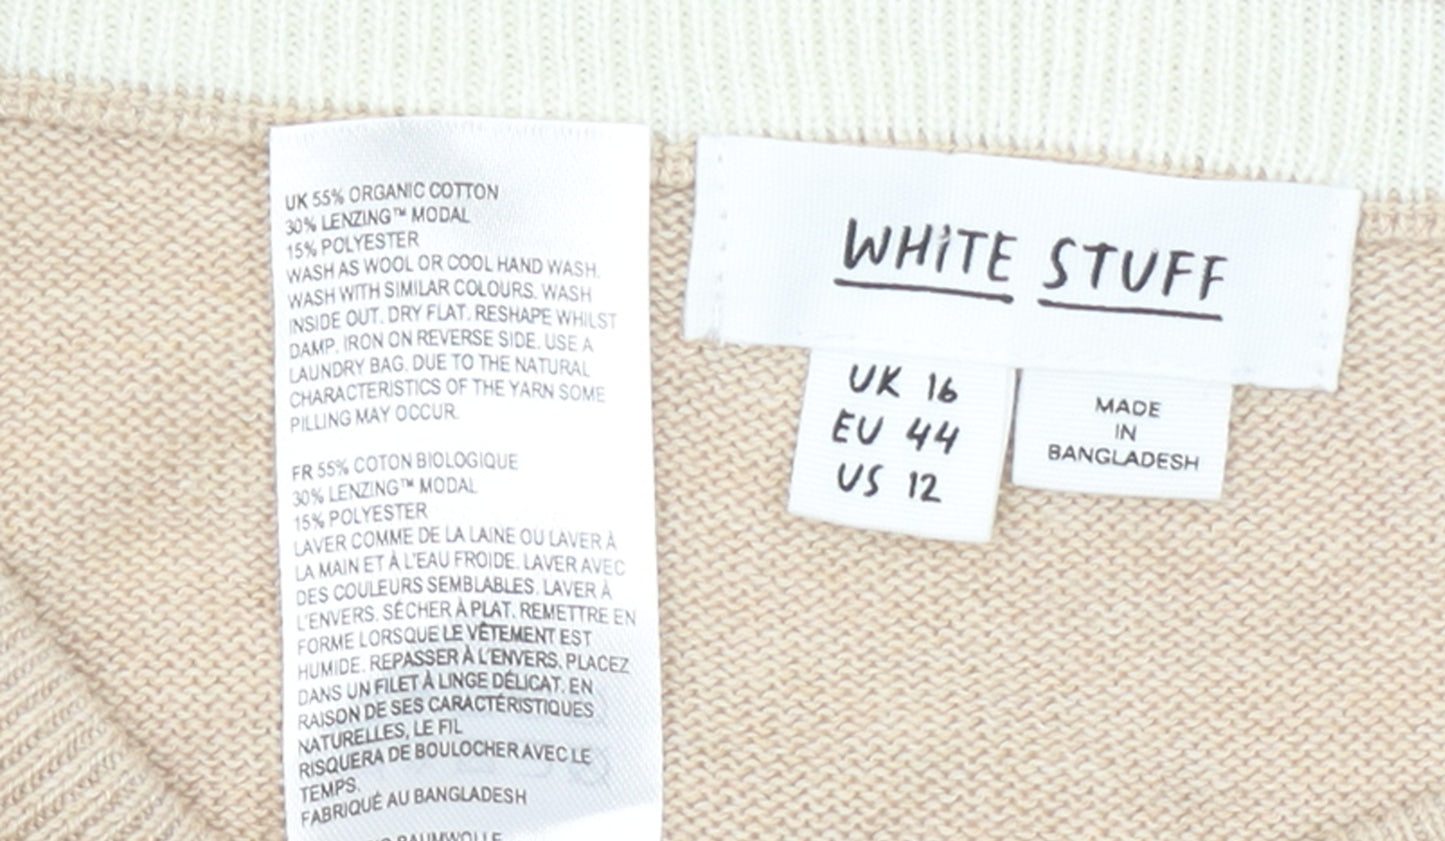 UK 55% ORGANIC COTTON
30% LENZING™ MODAL
15% POLYESTER
WASH AS WOOL OR COOL HAND WASH.
WASH WITH SIMILAR COLOURS. WASH
INSIDE OUT. DRY FLAT. RESHAPE WHILST
DAMP. IRON ON REVERSE SIDE. USE A
LAUNDRY BAG. DUE TO THE NATURAL
CHARACTERISTICS OF THE YARN SOME
PILLING MAY OCCUR.
FR 55% COTON BIOLOGIQUE
30% LENZING™ MODAL
15% POLYESTER
LAVER COMME DE LA LAINE OU LAVER À
LA MAIN ET À L'EAU FROIDE. LAVER AVEC
DES COULEURS SEMBLABLES. LAVER À
L'ENVERS. SÉCHER À PLAT. REMETTRE EN
FORME LORSQUE LE VÊTEMENT EST
HUMIDE. REPASSER À L'ENVERS. PLACEZ
DANS UN FILET À LINGE DÉLICAT. EN
RAISON DE SES CARACTÉRISTIQUES
NATURELLES, LE FIL
RISQUERA DE BOULOCHER AVEC LE
TEMPS.
FABRIQUÉ AU BANGLADESH
BAUMWOLLE
WHITE STUFF
UK 16
EU 44
US 12
MADE
IN
BANGLADESH